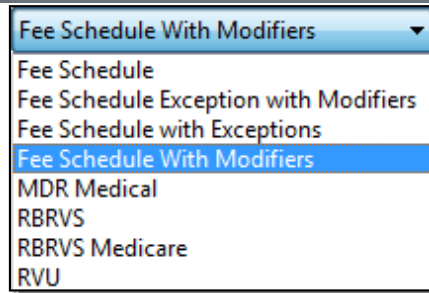 Fee Schedule With Modifiers
Fee Schedule
Fee Schedule Exception with Modifiers
Fee Schedule with Exceptions
Fee Schedule With Modifiers
MDR Medical
RBRVS
RBRVS Medicare
RVU